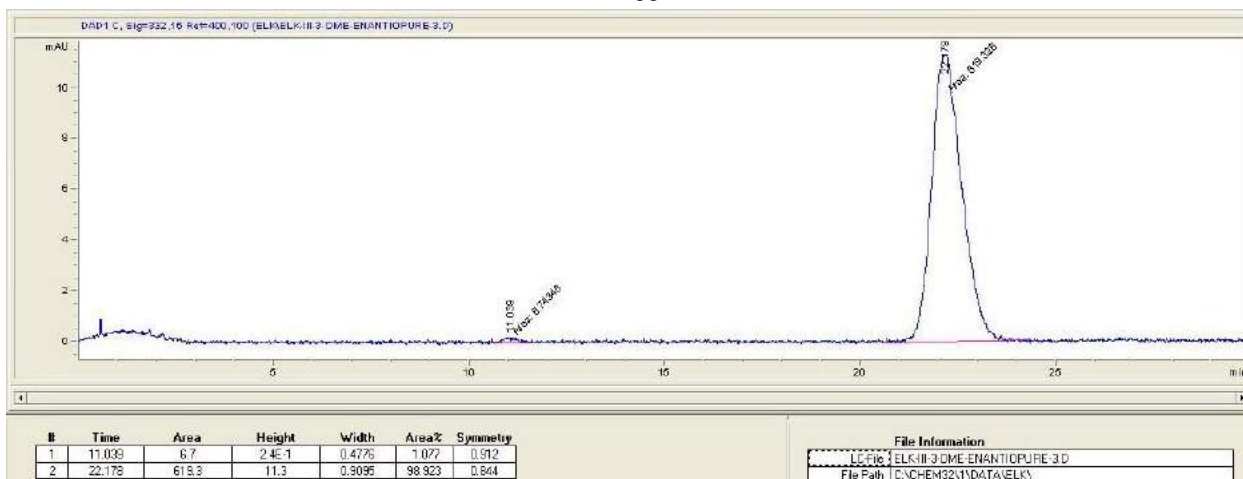 DAD1 C, Sig=332,16 Ref=400,100 (ELK\ELK-III-3-OME-ENANTIOPURE-3.D)
mAU
10
8
6
4
2
0
11.039
Area: 6.74348
22.179
Area: 619.326
5
10
15
20
25
# Time Area Height Width Area% Symmetry
1 11.039 6.7 2.4E-1 0.4776 1.077 0.912
2 22.178 619.3 11.3 0.9095 98.923 0.844
File Information
LC-File ELK-III-3-OME-ENANTIOPURE-3.D
File Path C:\CHEM32\1\DATA\ELK\